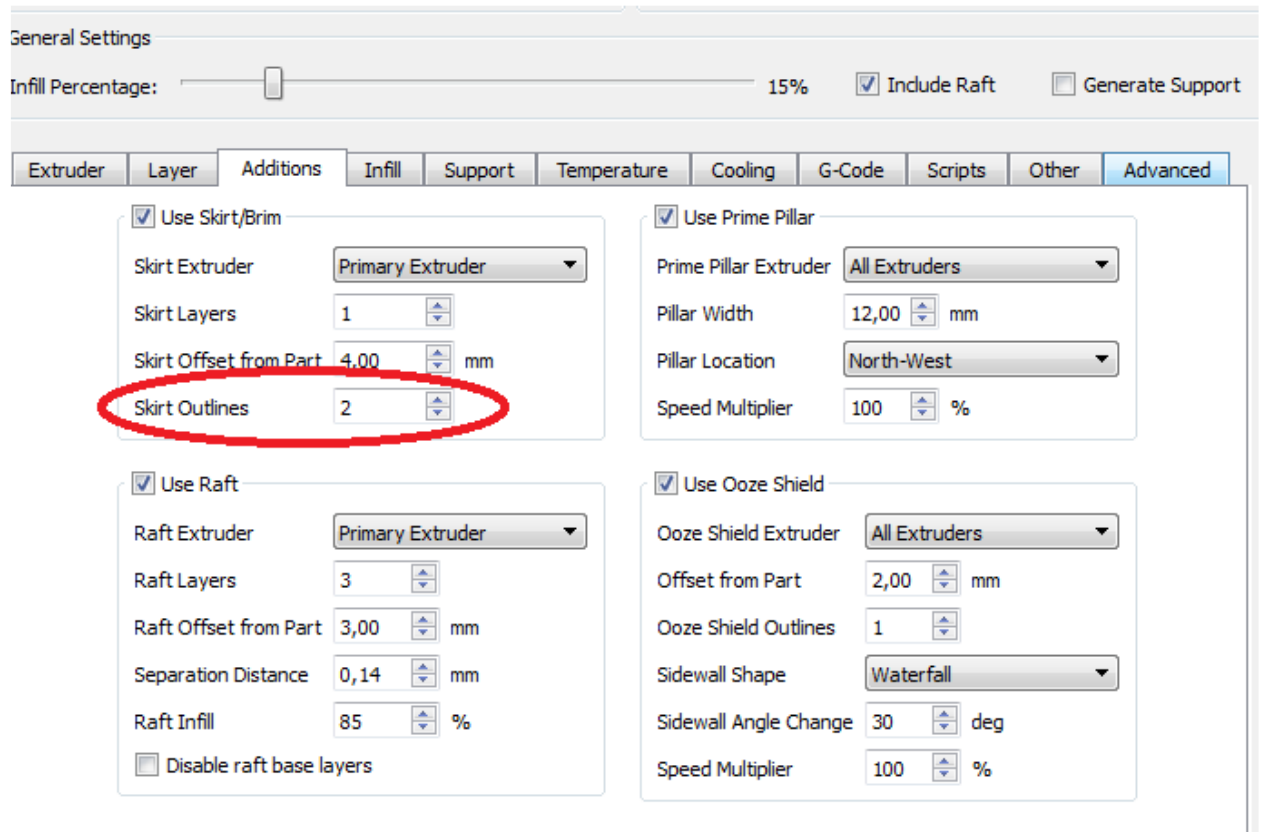 General Settings
Infill Percentage: 15% Include Raft Generate Support
Extruder Layer Additions Infill Support Temperature Cooling G-Code Scripts Other Advanced
Use Skirt/Brim
Skirt Extruder Primary Extruder
Skirt Layers 1
Skirt Offset from Part 4,00 mm
Skirt Outlines 2
Use Prime Pillar
Prime Pillar Extruder All Extruders
Pillar Width 12,00 mm
Pillar Location North-West
Speed Multiplier 100 %
Use Raft
Raft Extruder Primary Extruder
Raft Layers 3
Raft Offset from Part 3,00 mm
Separation Distance 0,14 mm
Raft Infill 85 %
Disable raft base layers
Use Ooze Shield
Ooze Shield Extruder All Extruders
Offset from Part 2,00 mm
Ooze Shield Outlines 1
Sidewall Shape Waterfall
Sidewall Angle Change 30 deg
Speed Multiplier 100 %